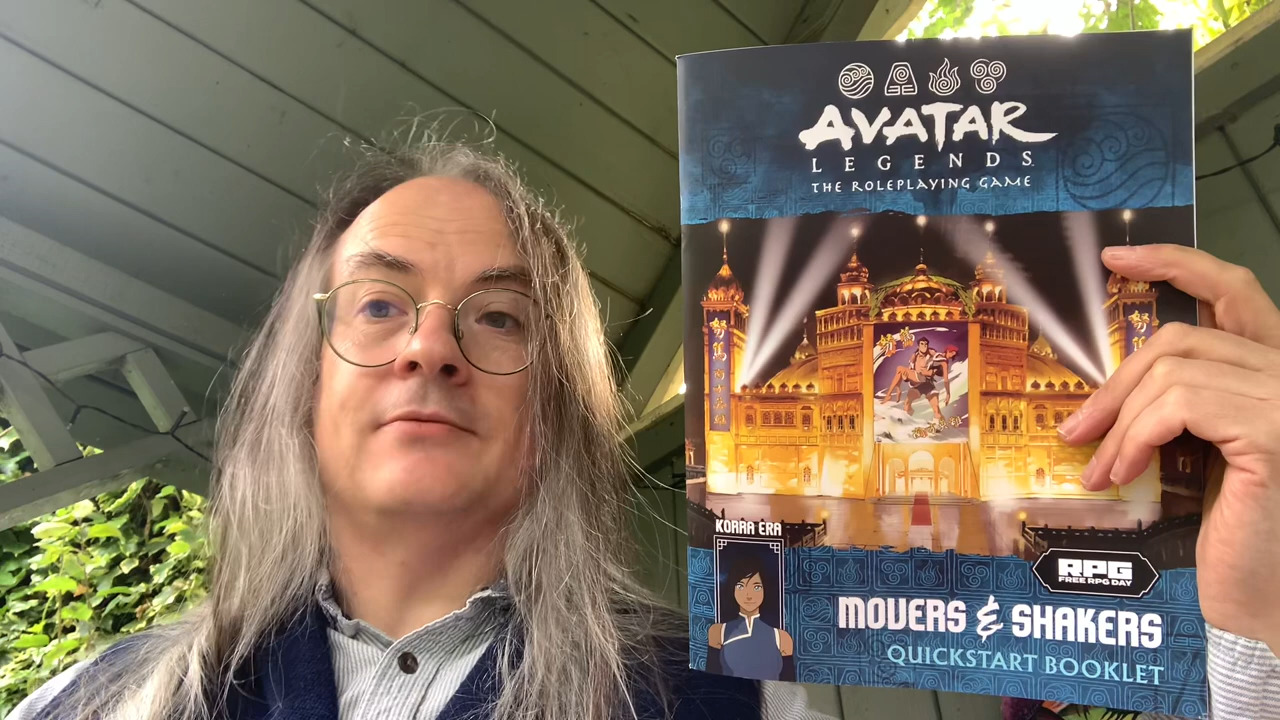 AVATAR
LEGENDS
THE ROLEPLAYING GAME
KORRA ERA
RPG
FREE RPG DAY
MOVERS & SHAKERS
QUICKSTART BOOKLET